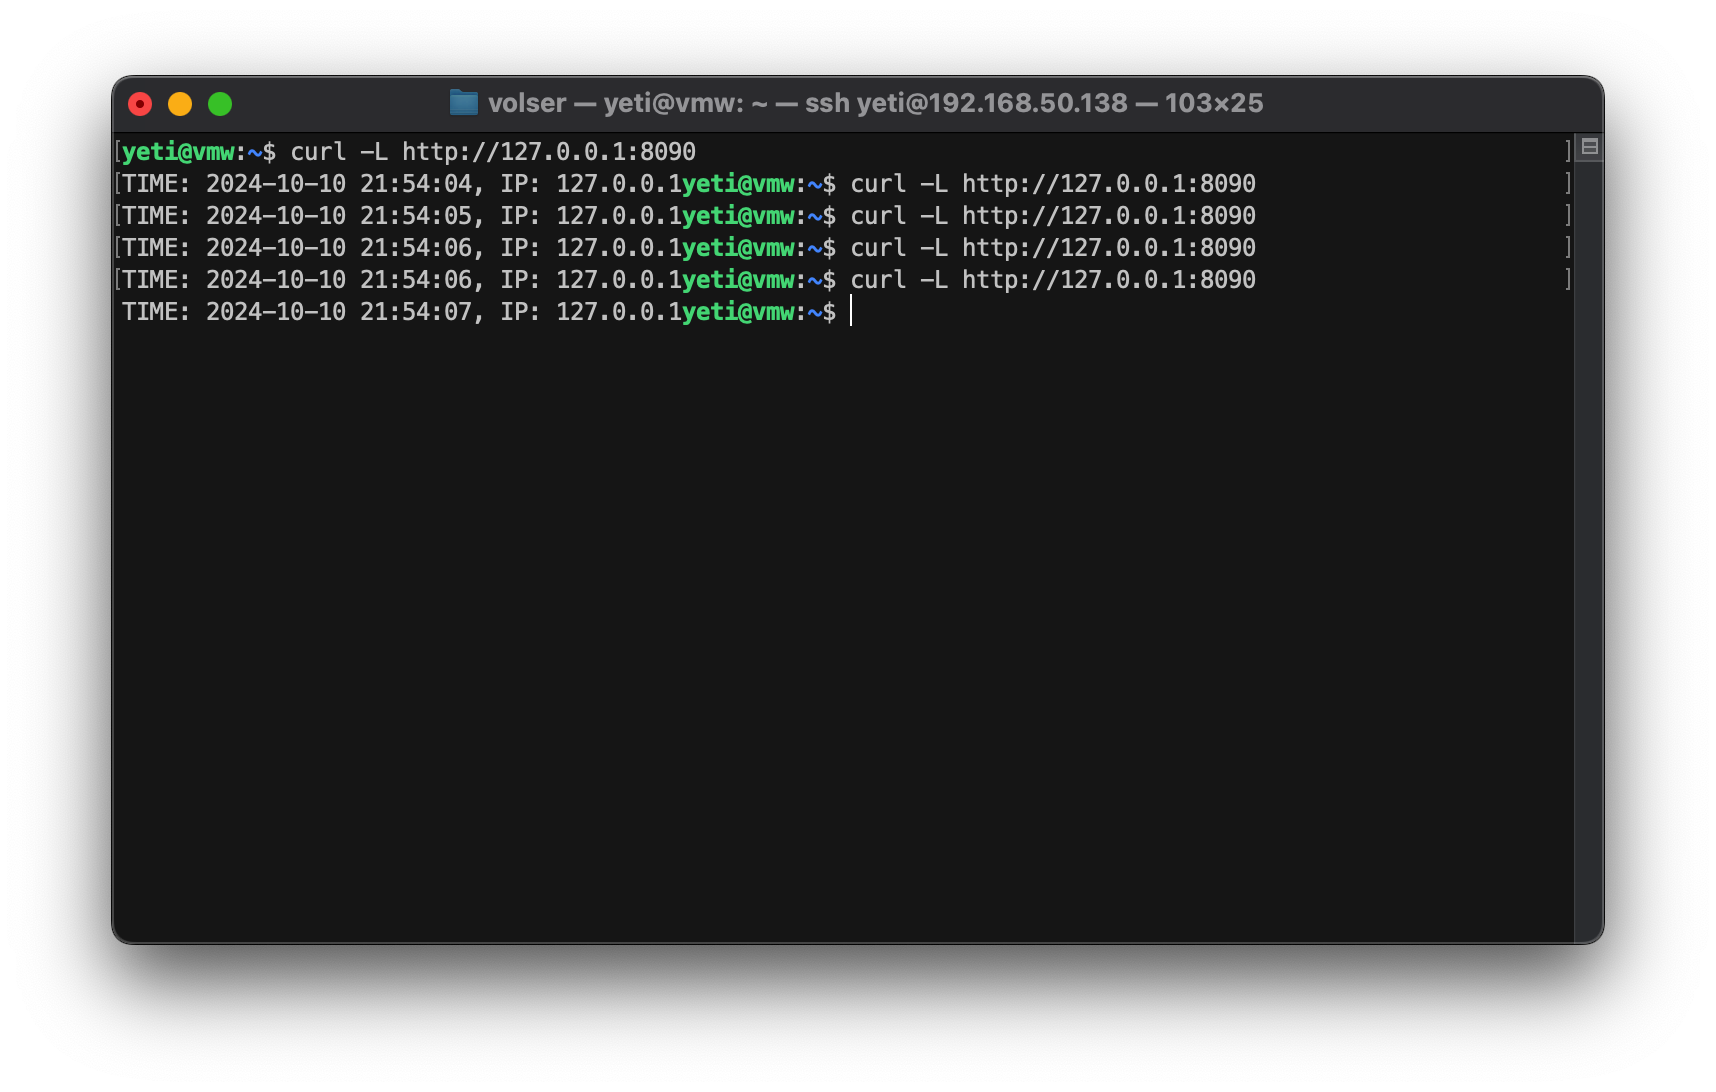 volser — yeti@vmw: ~ — ssh yeti@192.168.50.138 — 103×25
[yeti@vmw:~$ curl -L http://127.0.0.1:8090 ]
[TIME: 2024-10-10 21:54:04, IP: 127.0.0.1yeti@vmw:~$ curl -L http://127.0.0.1:8090 ]
[TIME: 2024-10-10 21:54:05, IP: 127.0.0.1yeti@vmw:~$ curl -L http://127.0.0.1:8090 ]
[TIME: 2024-10-10 21:54:06, IP: 127.0.0.1yeti@vmw:~$ curl -L http://127.0.0.1:8090 ]
[TIME: 2024-10-10 21:54:06, IP: 127.0.0.1yeti@vmw:~$ curl -L http://127.0.0.1:8090 ]
TIME: 2024-10-10 21:54:07, IP: 127.0.0.1yeti@vmw:~$